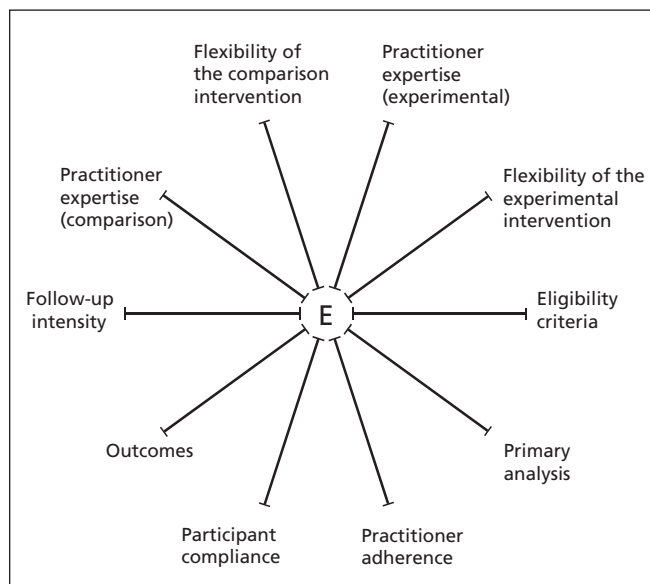 Flexibility of
the comparison
intervention
Practitioner
expertise
(experimental)
Practitioner
expertise
(comparison)
Flexibility of the
experimental
intervention
Follow-up
intensity
E
Eligibility
criteria
Outcomes
Primary
analysis
Participant
compliance
Practitioner
adherence